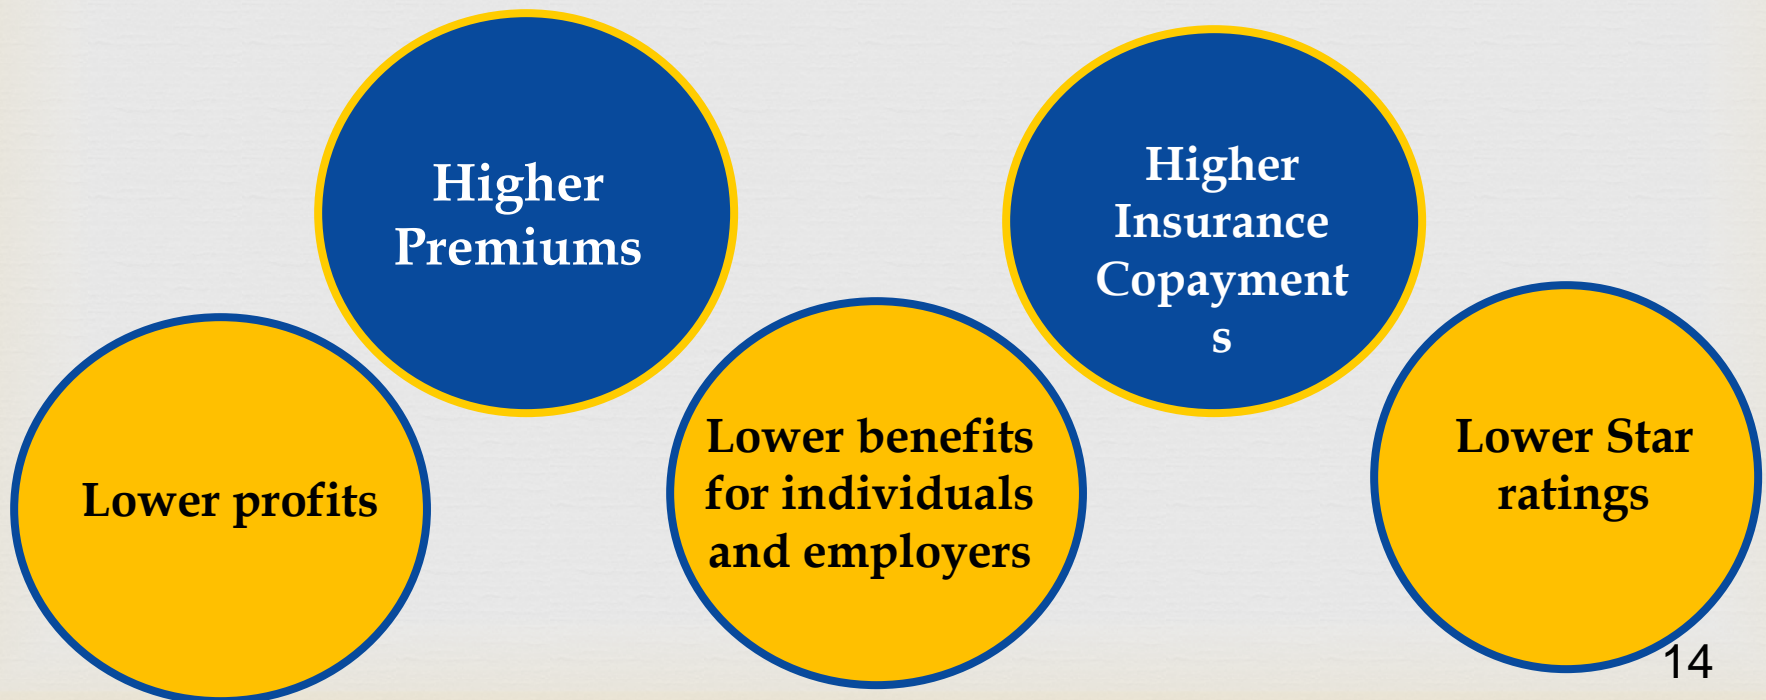 Higher
Premiums
Higher
Insurance
Copayment
s
Lower profits
Lower benefits
for individuals
and employers
Lower Star
ratings
14